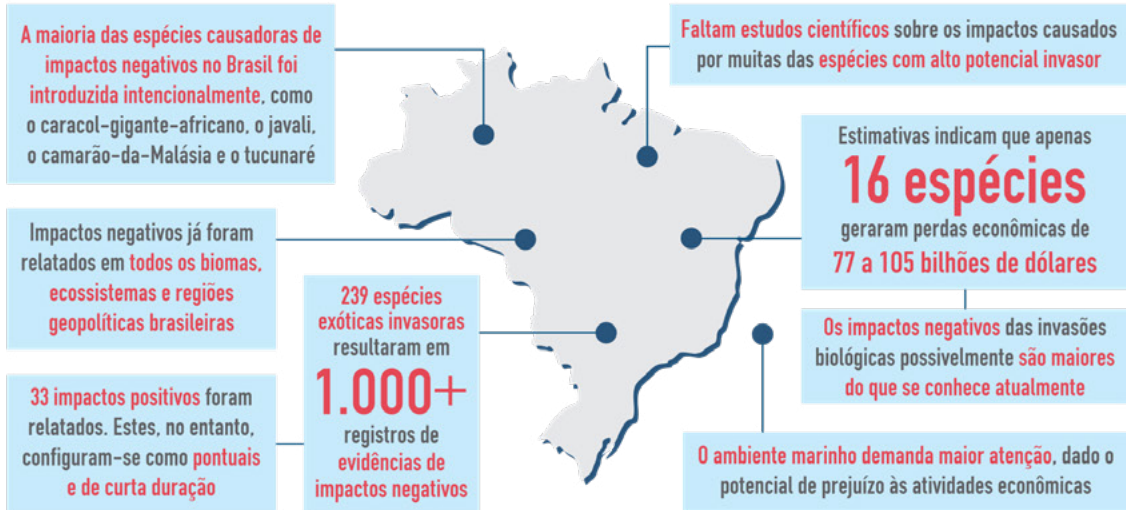 A maioria das espécies causadoras de
impactos negativos no Brasil foi
introduzida intencionalmente, como
o caracol-gigante-africano, o javali,
o camarão-da-Malásia e o tucunaré
Faltam estudos científicos sobre os impactos causados
por muitas das espécies com alto potencial invasor
Estimativas indicam que apenas
16 espécies
geraram perdas econômicas de
77 a 105 bilhões de dólares
Impactos negativos já foram
relatados em todos os biomas,
ecossistemas e regiões
geopolíticas brasileiras
239 espécies
exóticas invasoras
resultaram em
1.000+
registros de
evidências de
impactos negativos
Os impactos negativos das invasões
biológicas possivelmente são maiores
do que se conhece atualmente
33 impactos positivos foram
relatados. Estes, no entanto,
configuram-se como pontuais
e de curta duração
O ambiente marinho demanda maior atenção, dado o
potencial de prejuízo às atividades econômicas